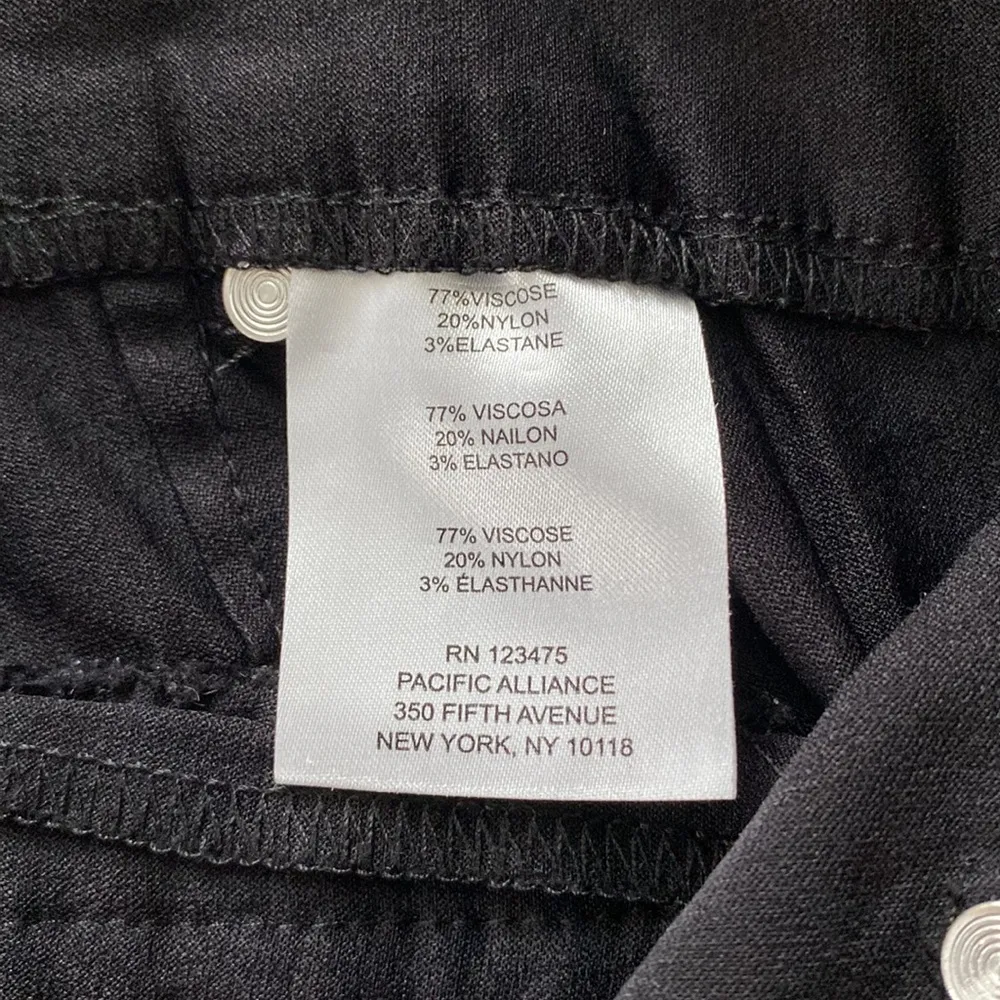 77%VISCOSE
20%NYLON
3%ELASTANE
77% VISCOSA
20% NAILON
3% ELASTANO
77% VISCOSE
20% NYLON
3% ÉLASTHANNE
RN 123475
PACIFIC ALLIANCE
350 FIFTH AVENUE
NEW YORK, NY 10118